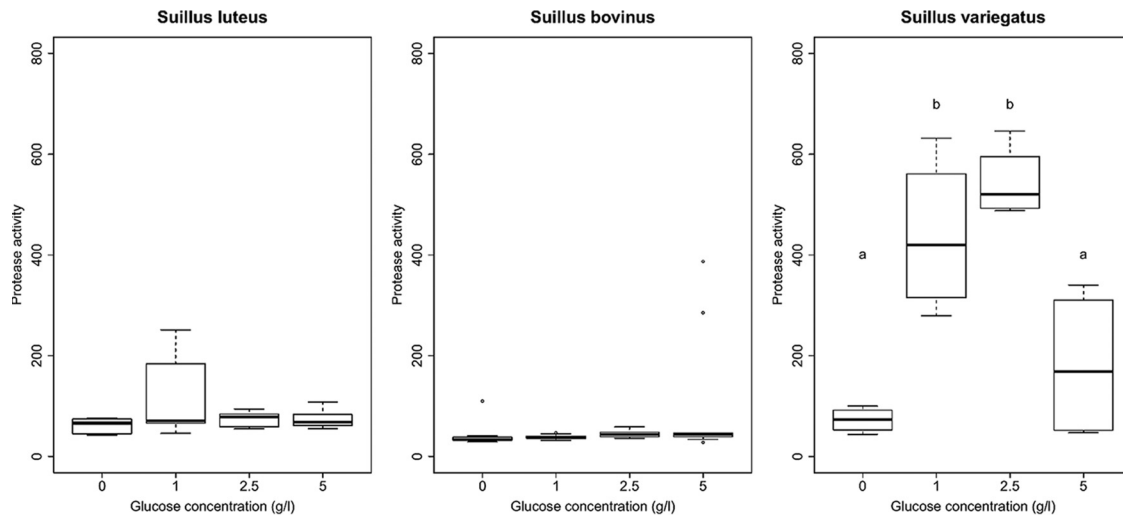 Suillus luteus
Protease activity
800
600
400
200
0
0 1 2.5 5
Glucose concentration (g/l)
Suillus bovinus
Protease activity
800
600
400
200
0
0 1 2.5 5
Glucose concentration (g/l)
Suillus variegatus
Protease activity
800
600
400
200
0
b b
a a
0 1 2.5 5
Glucose concentration (g/l)